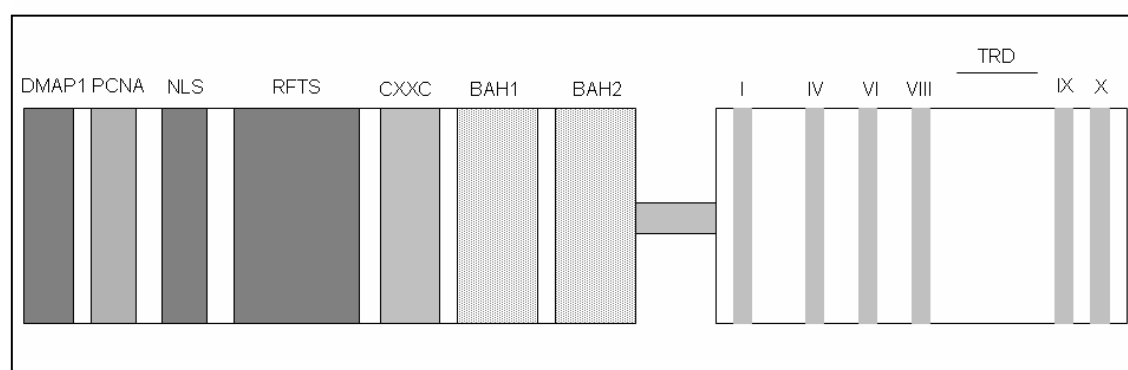 TRD
DMAP1 PCNA NLS RFTS CXXC BAH1 BAH2 I IV VI VIII IX X